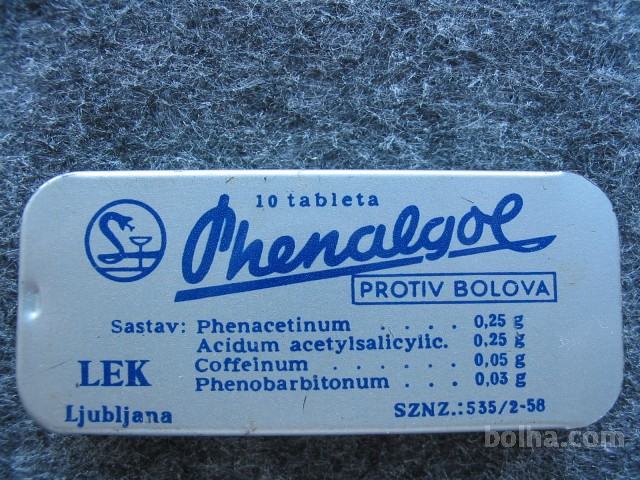 10 tableta
Phenalgol
PROTIV BOLOVA
Sastav: Phenacetinum . . . . 0,25 g
Acidum acetylsalicylic. 0,25 g
Coffeinum . . . . . . 0,05 g
Phenobarbitonum . . . 0,03 g
LEK
Ljubljana
SZNZ.:535/2-58
bolha.com